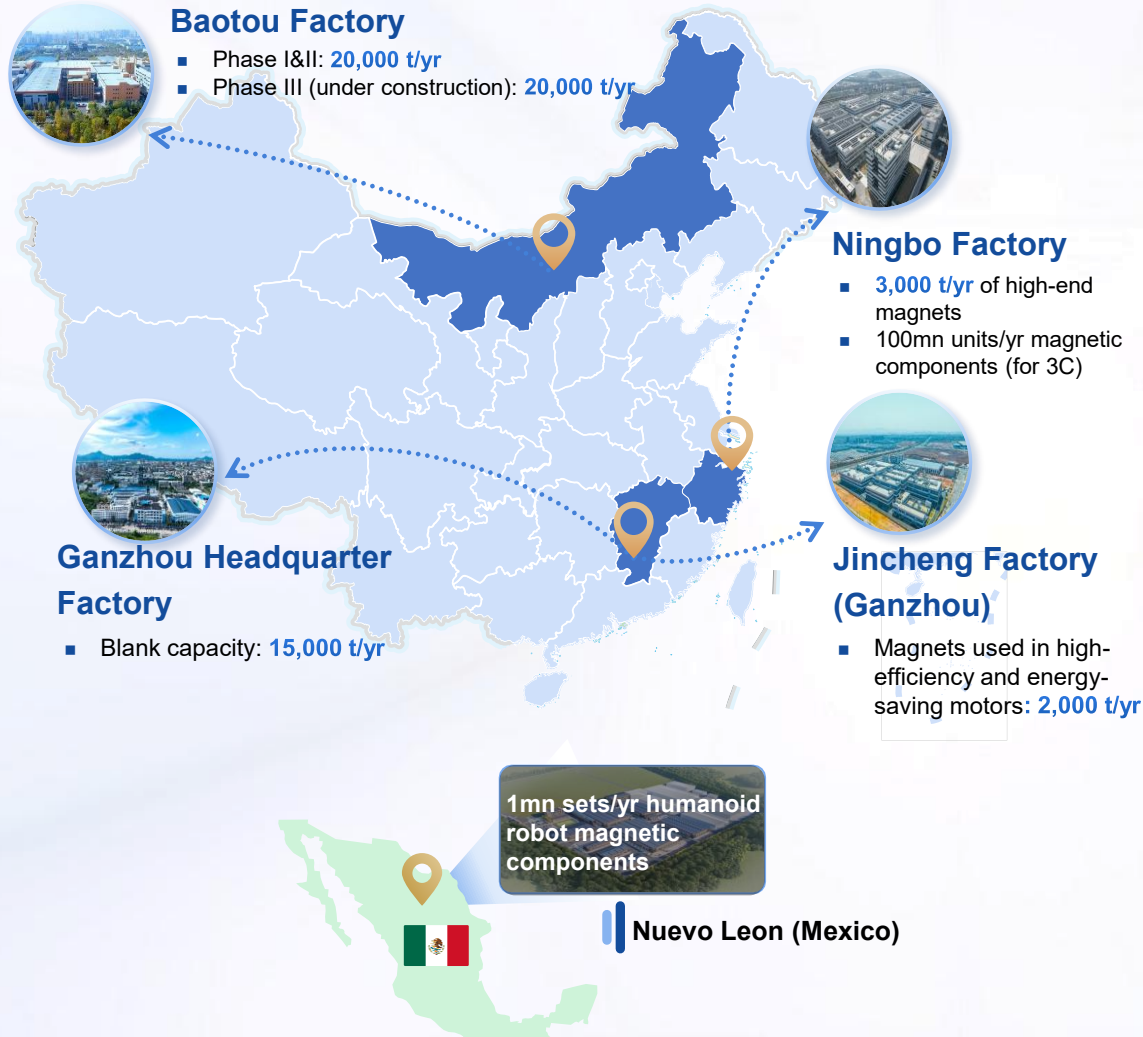 Baotou Factory
▪ Phase I&II: 20,000 t/yr
▪ Phase III (under construction): 20,000 t/yr
Ningbo Factory
▪ 3,000 t/yr of high-end
magnets
▪ 100mn units/yr magnetic
components (for 3C)
Ganzhou Headquarter
Factory
▪ Blank capacity: 15,000 t/yr
Jincheng Factory
(Ganzhou)
▪ Magnets used in high-
efficiency and energy-
saving motors: 2,000 t/yr
1mn sets/yr humanoid
robot magnetic
components
Nuevo Leon (Mexico)